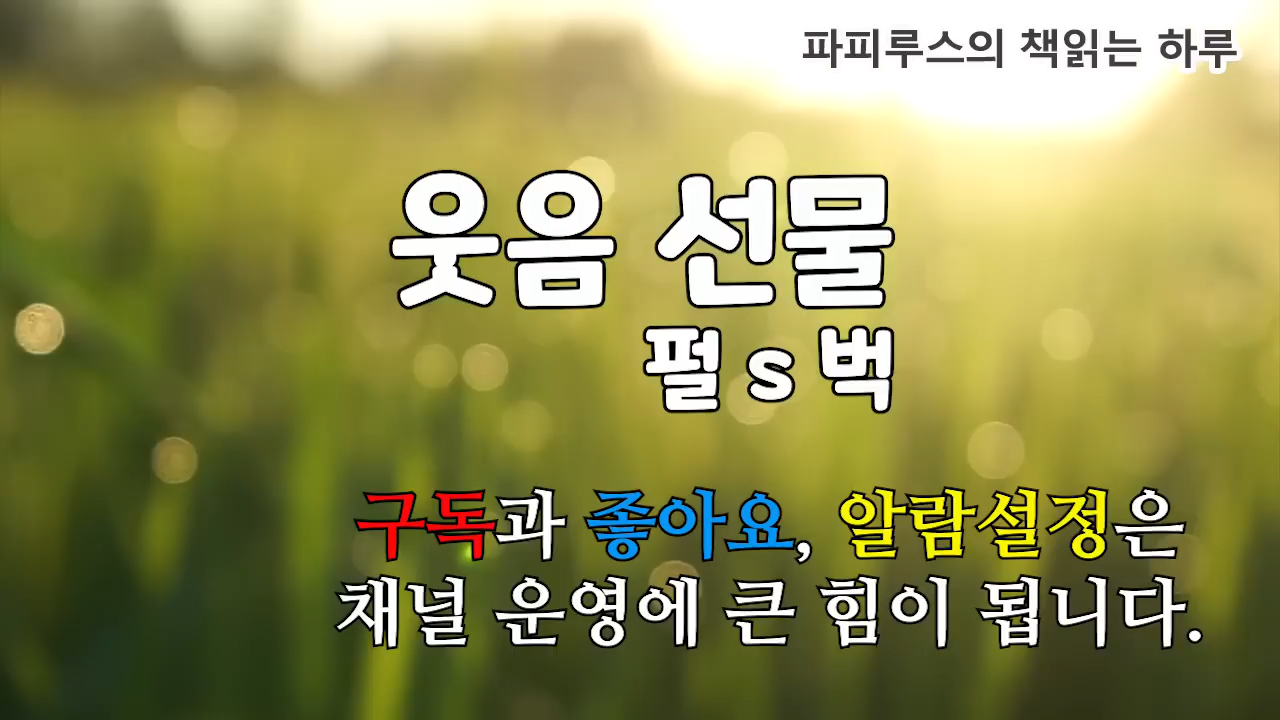 파피루스의 책읽는 하루
웃음 선물
펄 s 벅
구독과 좋아요, 알람설정은
채널 운영에 큰 힘이 됩니다.